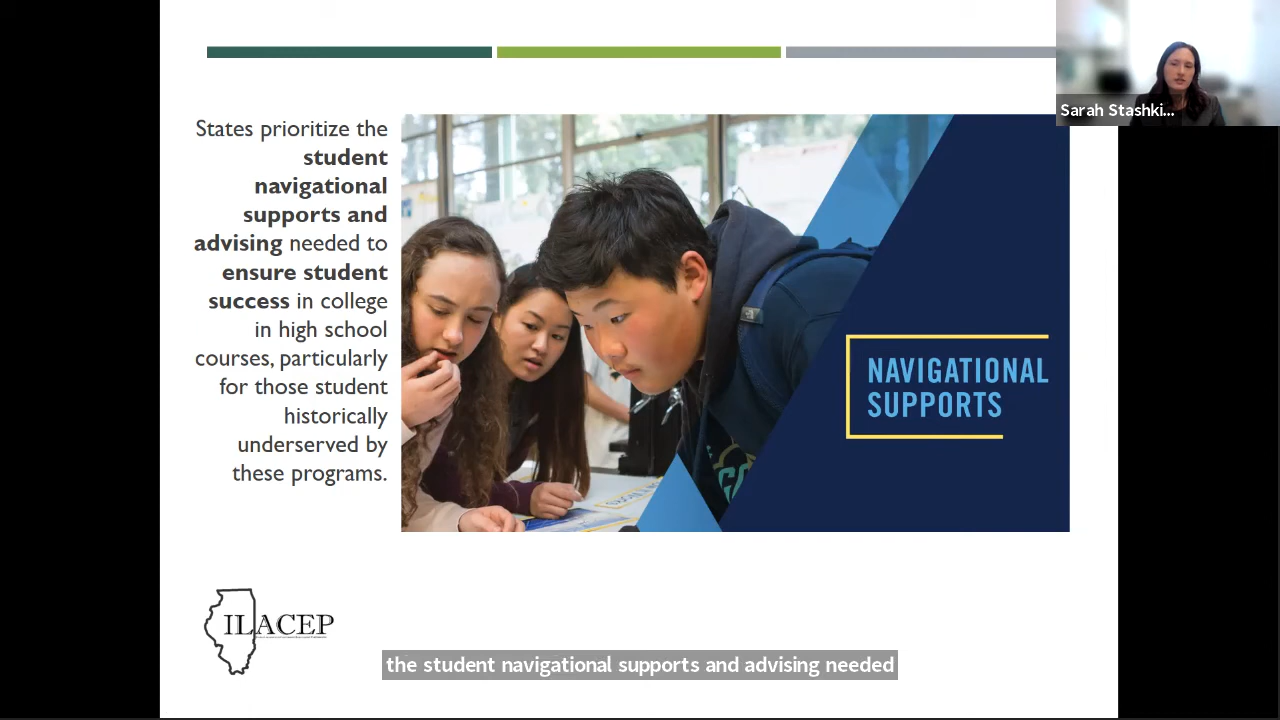 Sarah Stashki...
States prioritize the
student
navigational
supports and
advising needed to
ensure student
success in college
in high school
courses, particularly
for those student
historically
underserved by
these programs.
NAVIGATIONAL
SUPPORTS
ILACEP
the student navigational supports and advising needed